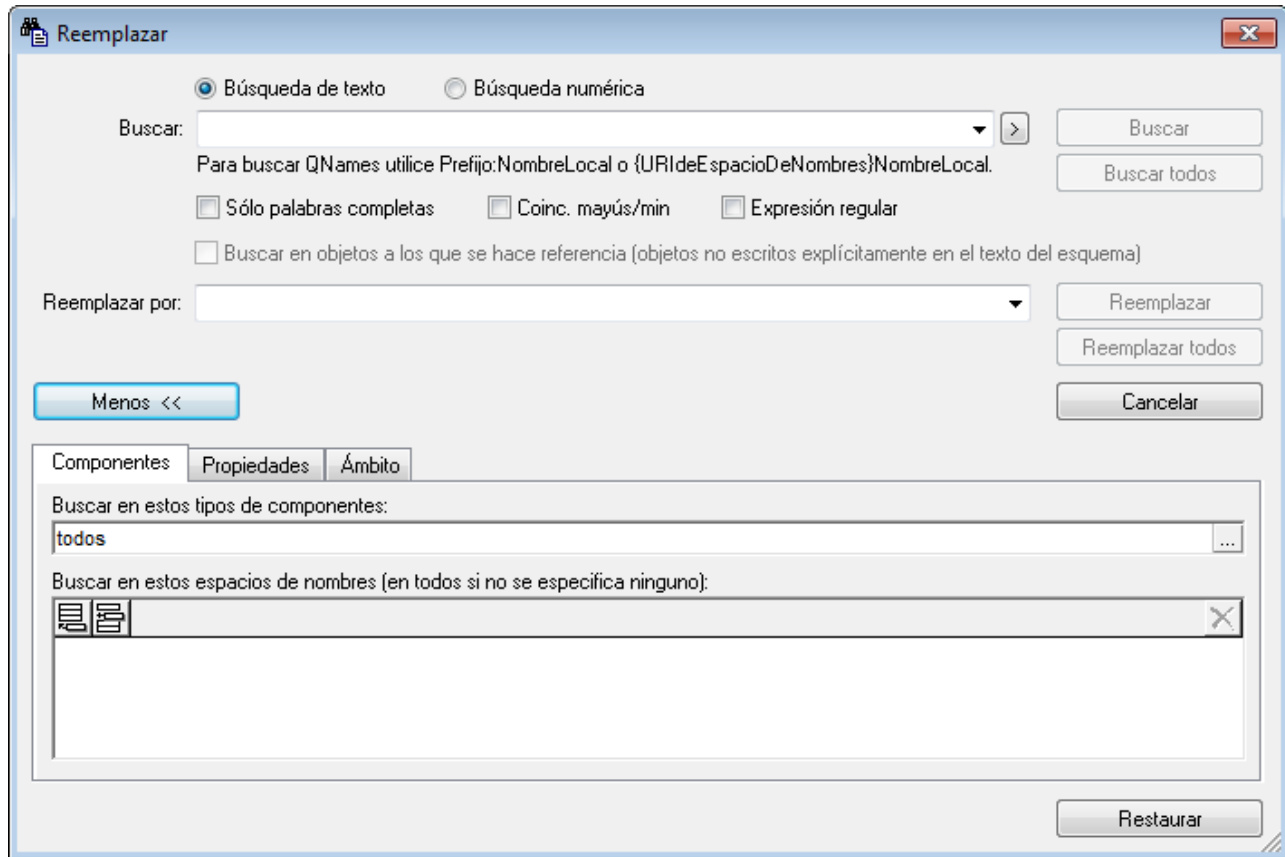 Reemplazar
Búsqueda de texto Búsqueda numérica
Buscar: > Buscar
Para buscar QNames utilice Prefijo:NombreLocal o {URIdeEspacioDeNombres}NombreLocal.
Buscar todos
Sólo palabras completas Coinc. mayús/min Expresión regular
Buscar en objetos a los que se hace referencia (objetos no escritos explícitamente en el texto del esquema)
Reemplazar por: Reemplazar
Reemplazar todos
Menos << Cancelar
Componentes Propiedades Ámbito
Buscar en estos tipos de componentes:
todos ...
Buscar en estos espacios de nombres (en todos si no se especifica ninguno):
Restaurar